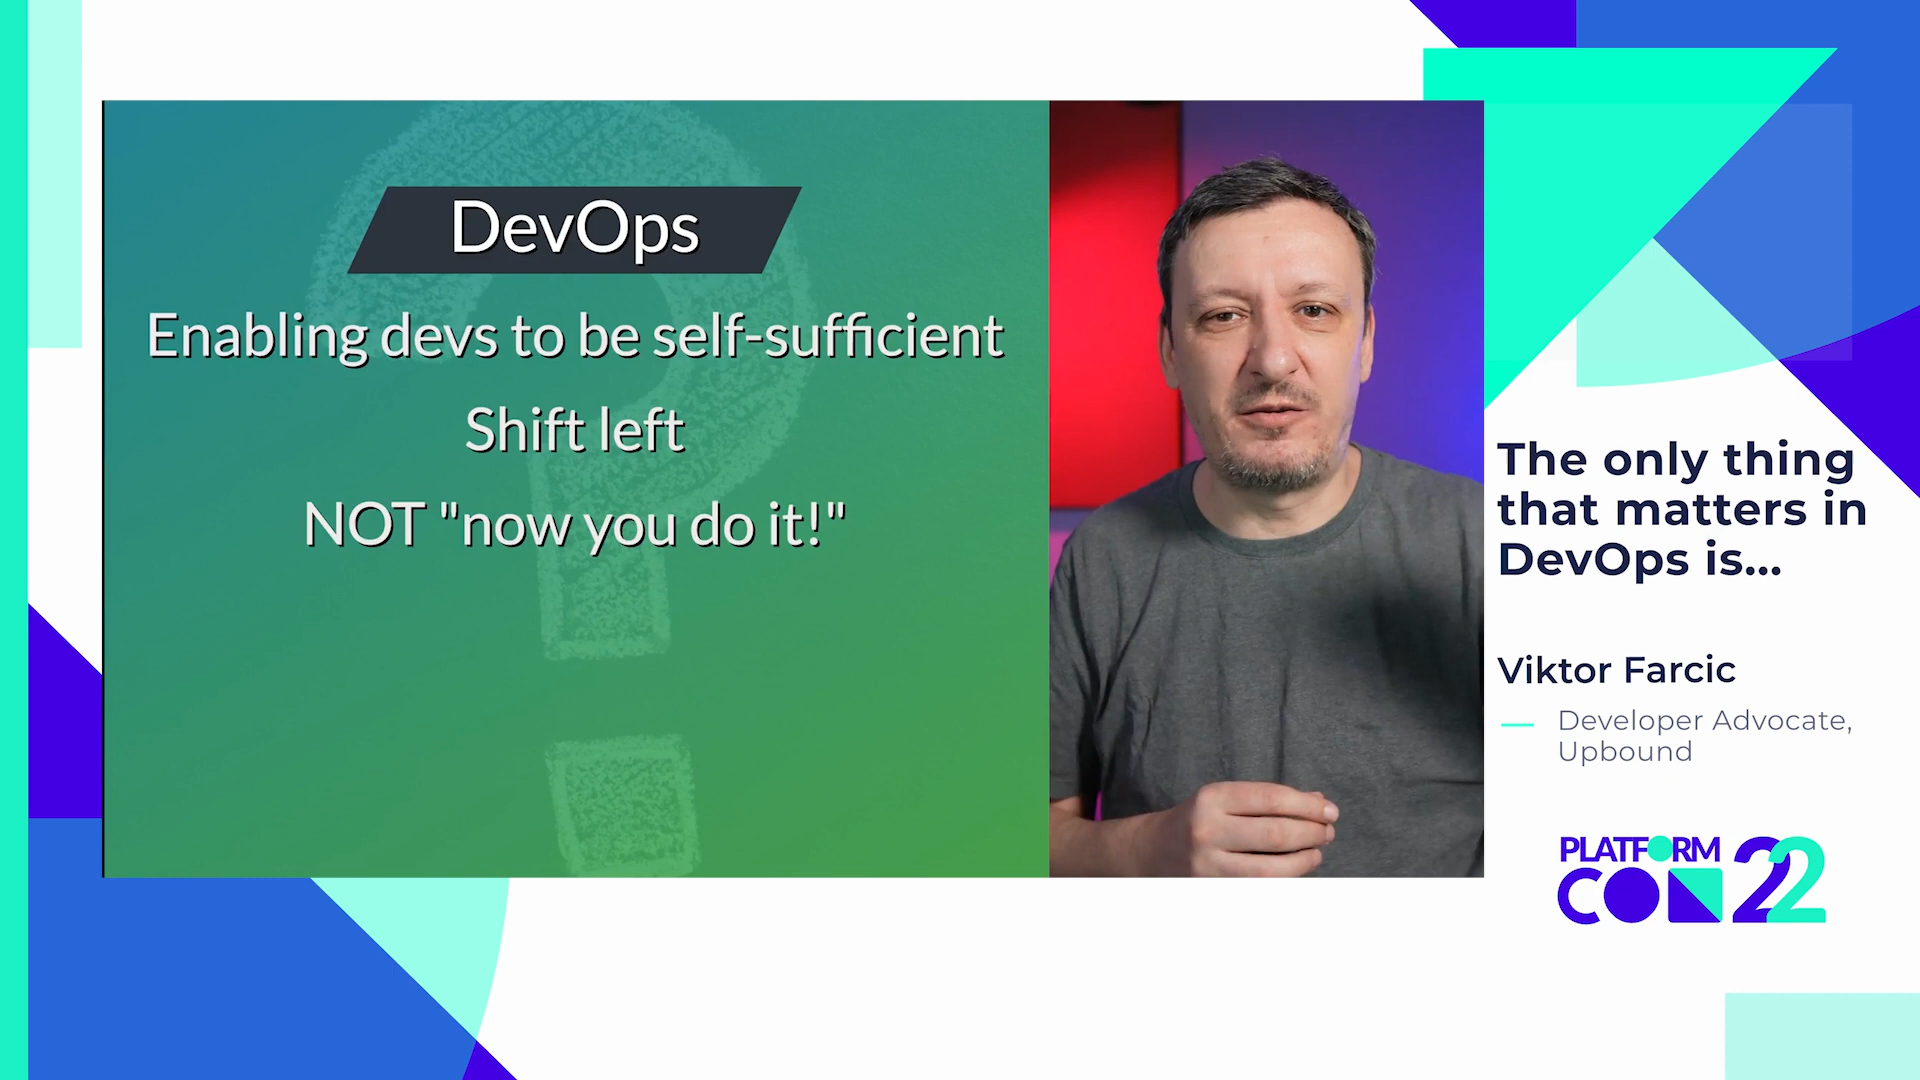 DevOps
Enabling devs to be self-sufficient
Shift left
NOT "now you do it!"
The only thing
that matters in
DevOps is...
Viktor Farcic
Developer Advocate,
Upbound
PLATFORM
CON 22